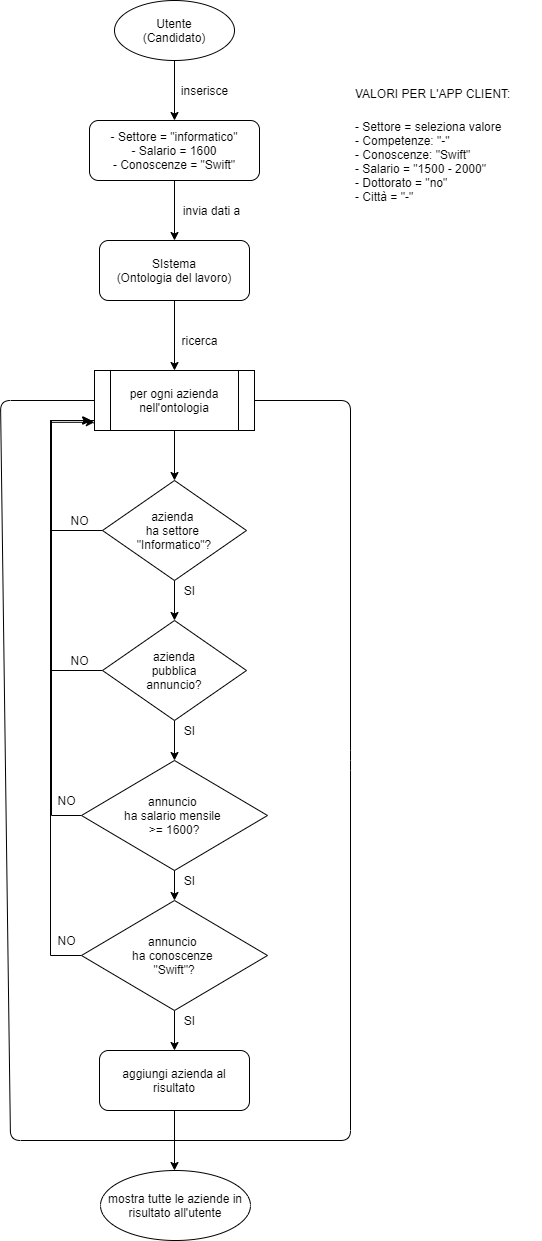 Utente
(Candidato)
inserisce
VALORI PER L'APP CLIENT:
- Settore = seleziona valore
- Competenze: "-"
- Conoscenze: "Swift"
- Salario = "1500 - 2000"
- Dottorato = "no"
- Città = "-"
- Settore = "informatico"
- Salario = 1600
- Conoscenze = "Swift"
invia dati a
SIstema
(Ontologia del lavoro)
ricerca
per ogni azienda
nell'ontologia
azienda
ha settore
"Informatico"?
NO
SI
azienda
pubblica
annuncio?
NO
SI
annuncio
ha salario mensile
>= 1600?
NO
SI
annuncio
ha conoscenze
"Swift"?
NO
SI
aggiungi azienda al
risultato
mostra tutte le aziende in
risultato all'utente